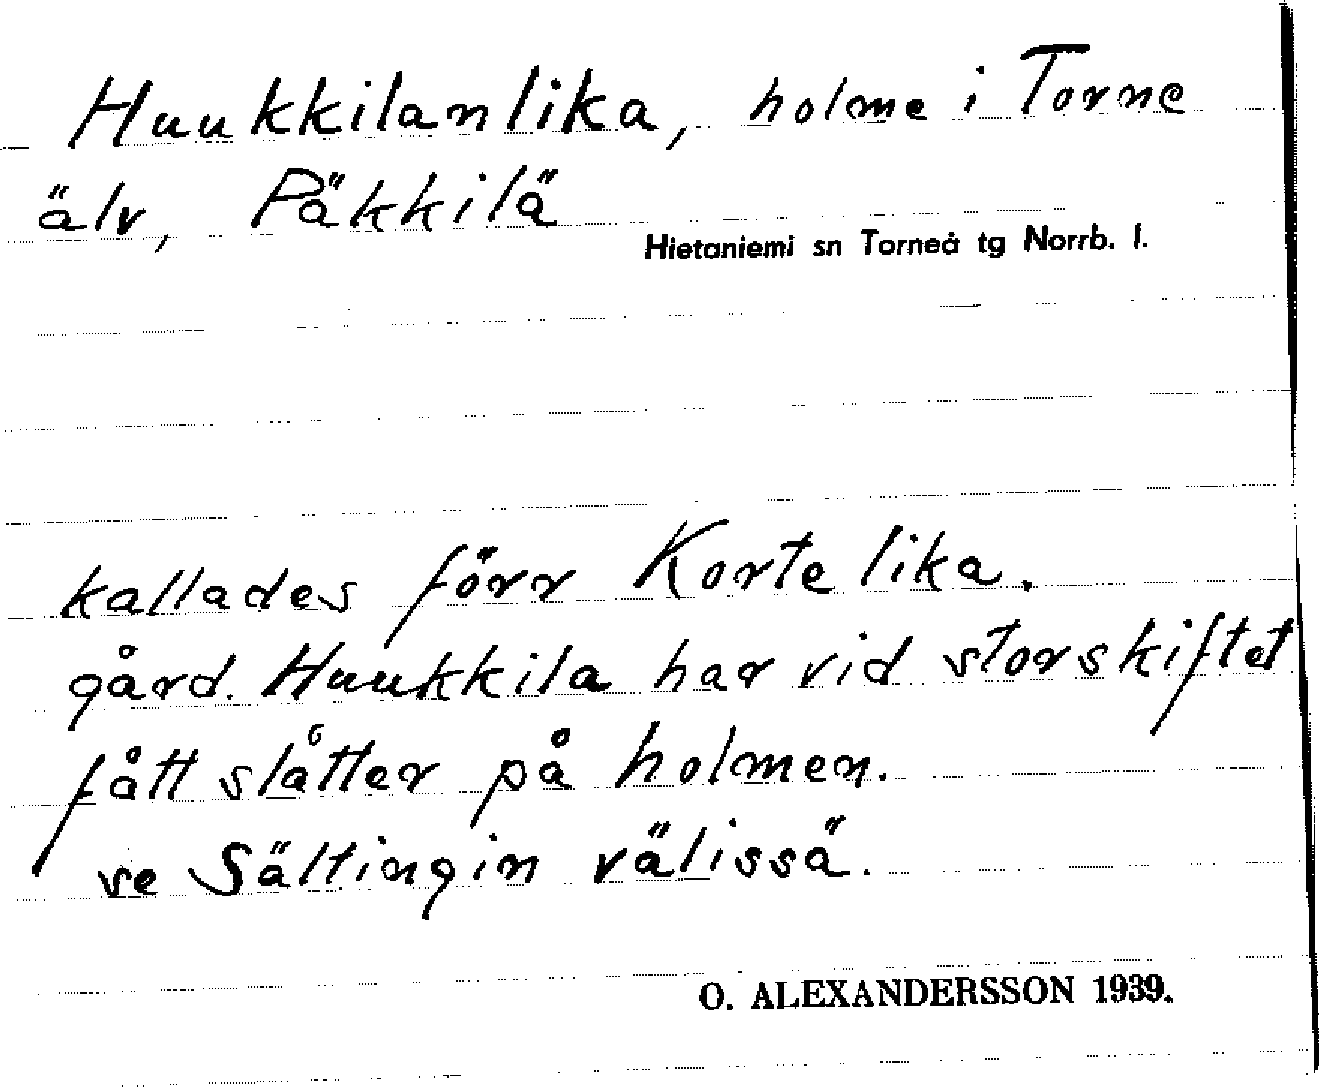 Huukkilanlika, holme i Torne
älv, Päkkilä
Hietaniemi sn Torneå tg Norrb. l.
kallades förr Kortelika.
gård. Huukkila har vid storskiftet
fått slåtter på holmen.
se Sältingin välissä.
O. ALEXANDERSSON 1939.